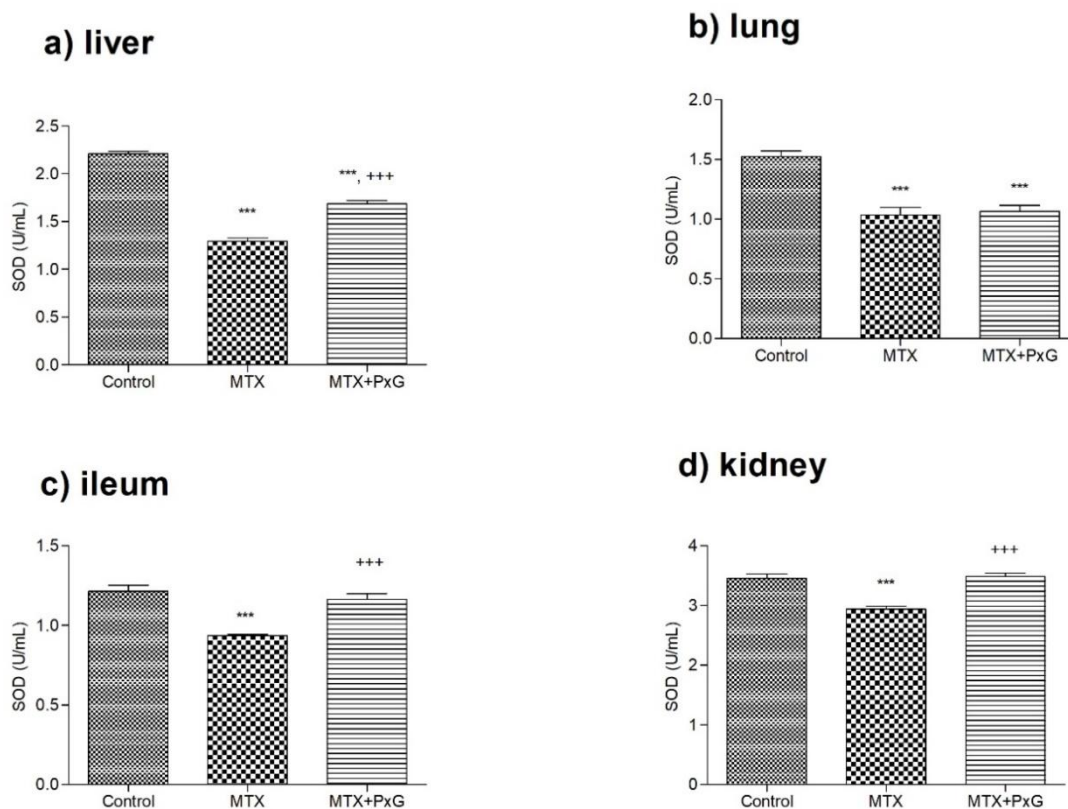 a) liver
2.5
2.0
1.5
1.0
0.5
0.0
SOD (U/mL)
***
***, +++
Control
MTX
MTX+PxG
b) lung
2.0
1.5
1.0
0.5
0.0
SOD (U/mL)
***
***
Control
MTX
MTX+PxG
c) ileum
1.5
1.0
0.5
0.0
SOD (U/mL)
***
+++
Control
MTX
MTX+PxG
d) kidney
4
3
2
1
0
SOD (U/mL)
***
+++
Control
MTX
MTX+PxG